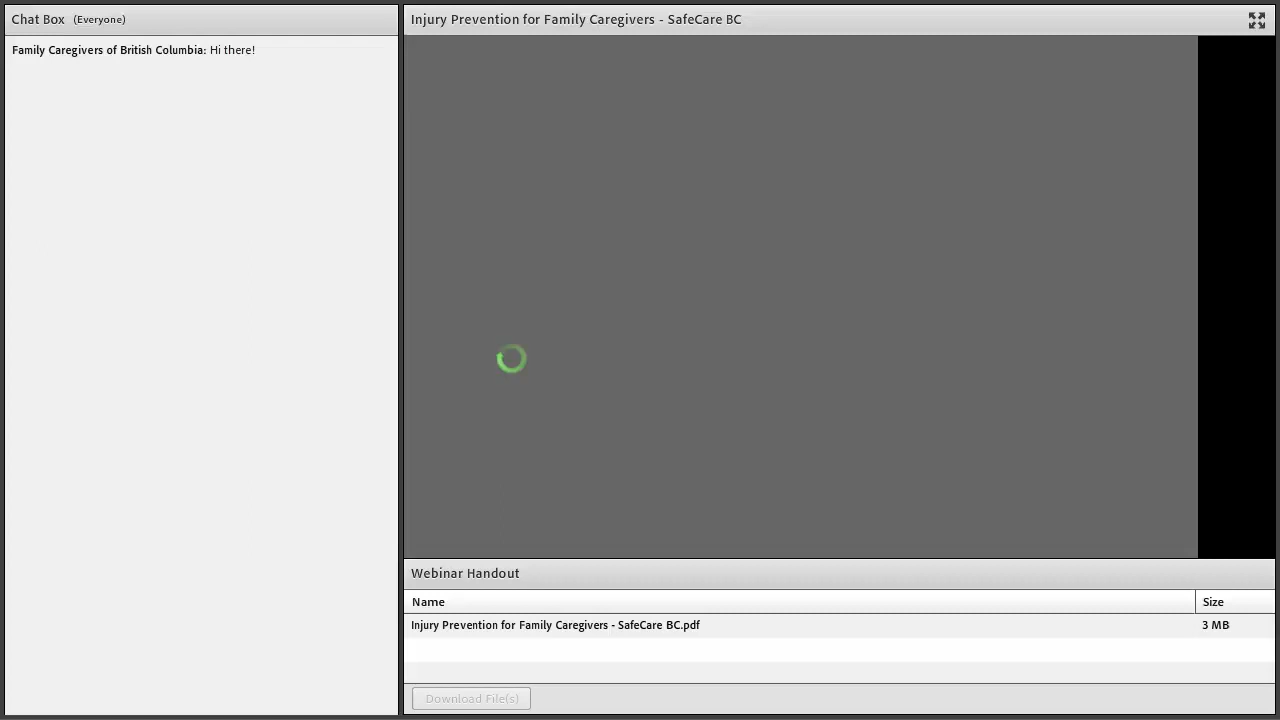 Chat Box (Everyone)
Family Caregivers of British Columbia: Hi there!
Injury Prevention for Family Caregivers - SafeCare BC
Webinar Handout
Name Size
Injury Prevention for Family Caregivers - SafeCare BC.pdf 3 MB
Download File(s)